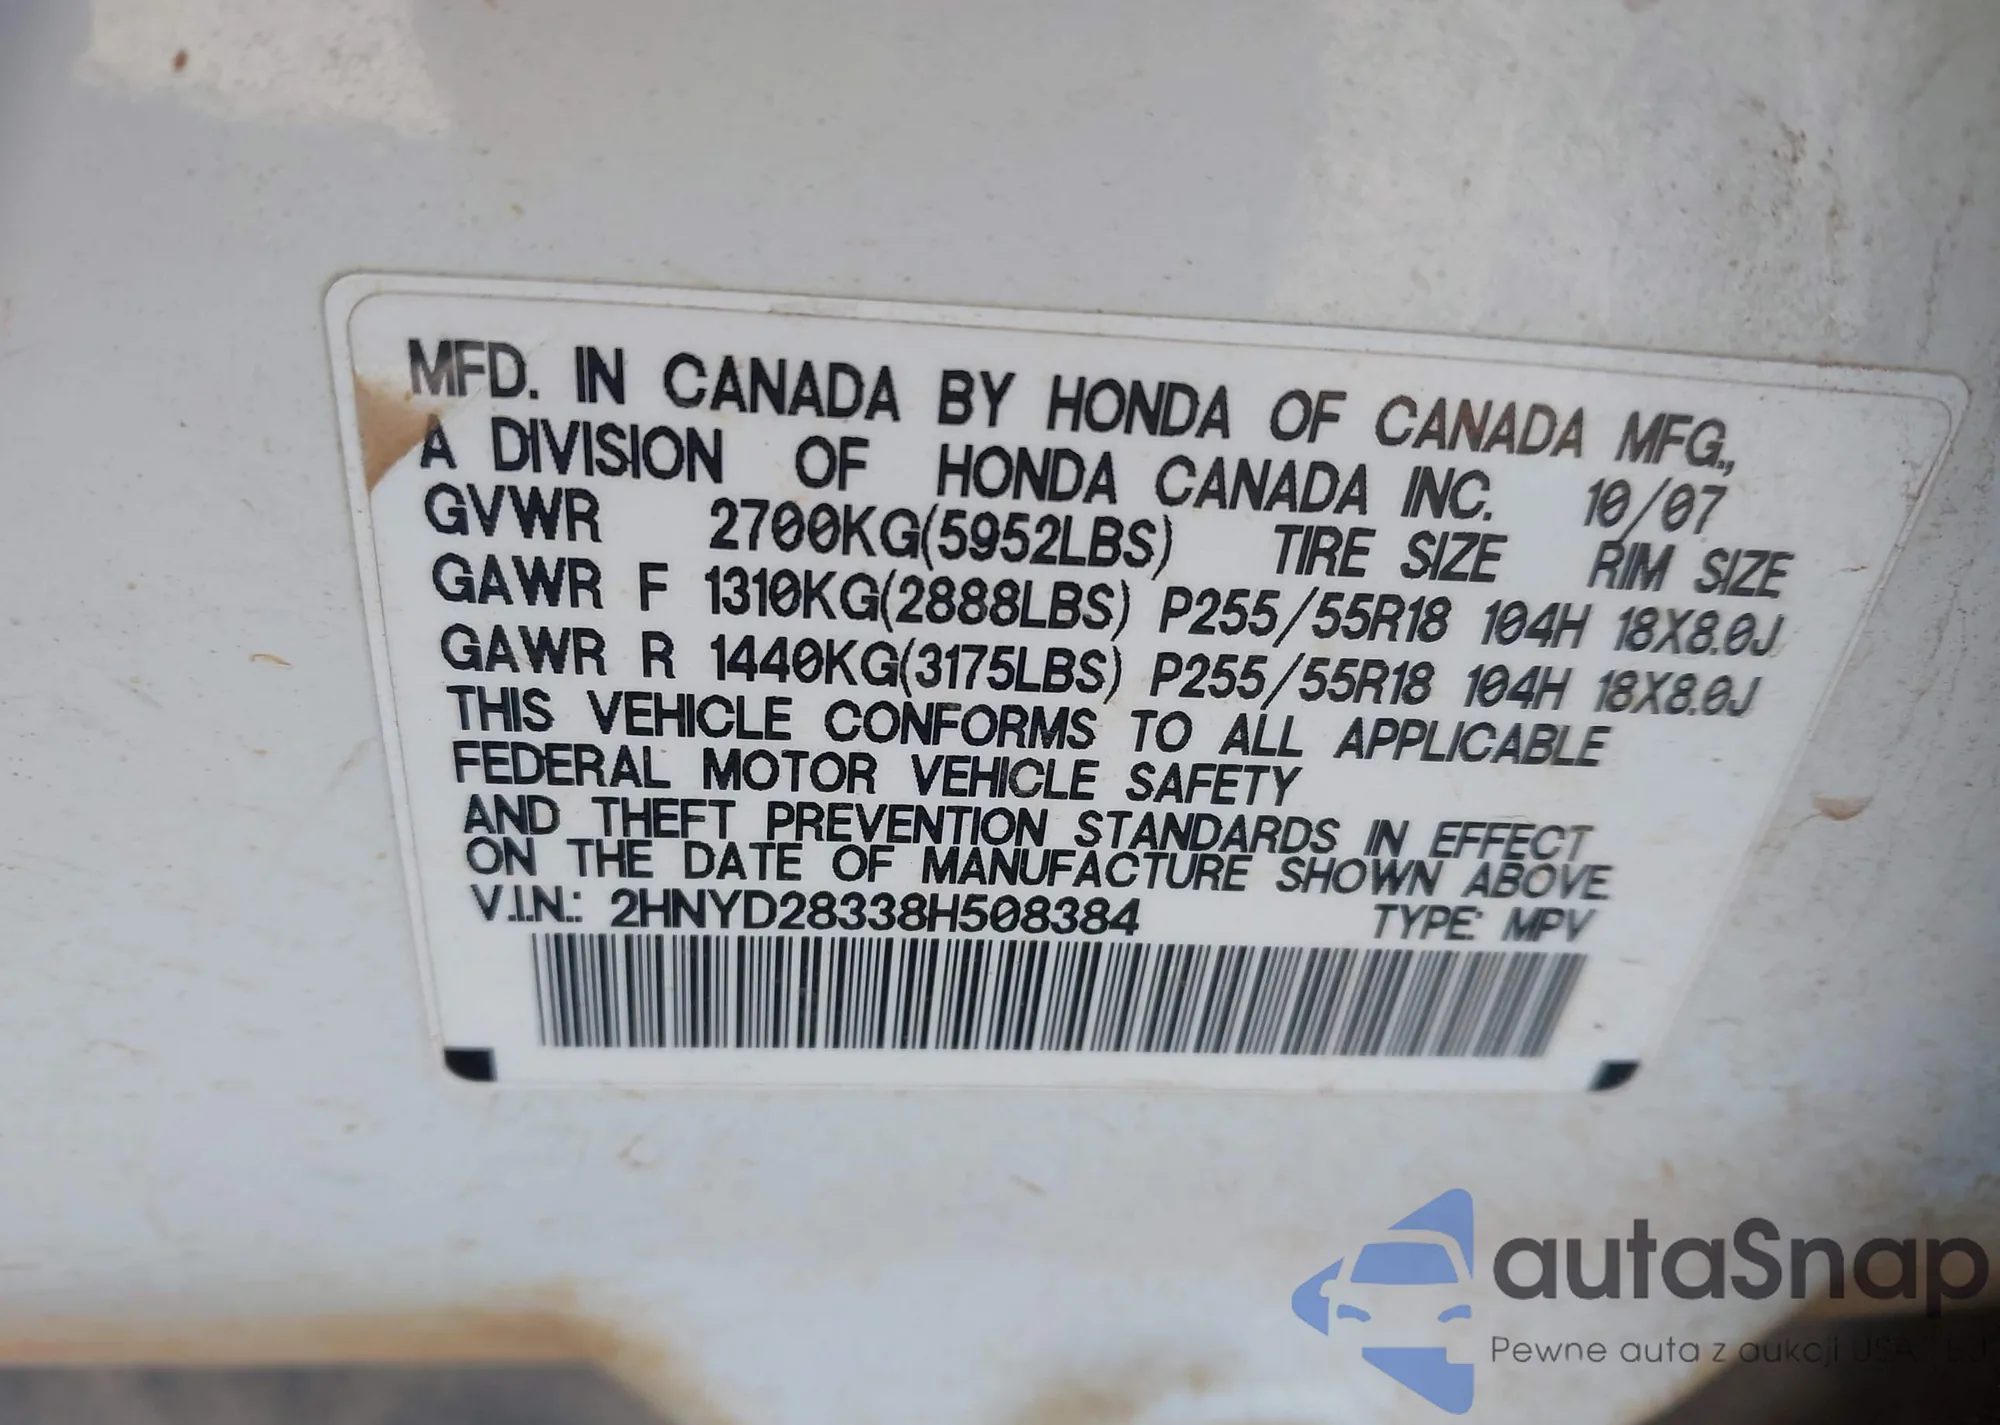 MFD. IN CANADA BY HONDA OF CANADA MFG.,
A DIVISION OF HONDA CANADA INC. 10/07
GVWR 2700KG(5952LBS) TIRE SIZE RIM SIZE
GAWR F 1310KG(2888LBS) P255/55R18 104H 18X8.0J
GAWR R 1440KG(3175LBS) P255/55R18 104H 18X8.0J
THIS VEHICLE CONFORMS TO ALL APPLICABLE
FEDERAL MOTOR VEHICLE SAFETY
AND THEFT PREVENTION STANDARDS IN EFFECT
ON THE DATE OF MANUFACTURE SHOWN ABOVE
V.I.N.: 2HNYD28338H508384 TYPE: MPV
autaSnap
Pewne auta z aukcji USA